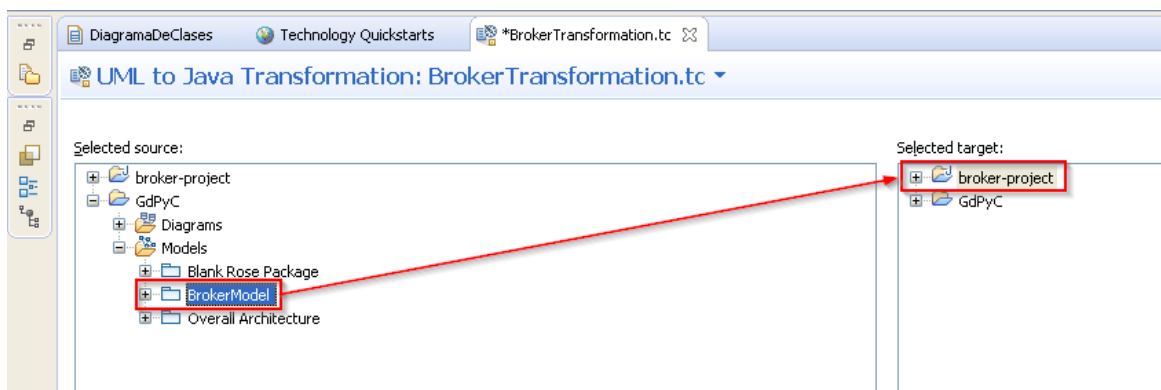 DiagramaDeClases Technology Quickstarts *BrokerTransformation.tc
UML to Java Transformation: BrokerTransformation.tc
Selected source: Selected target:
broker-project broker-project
GdPyC GdPyC
Diagrams
Models
Blank Rose Package
BrokerModel
Overall Architecture